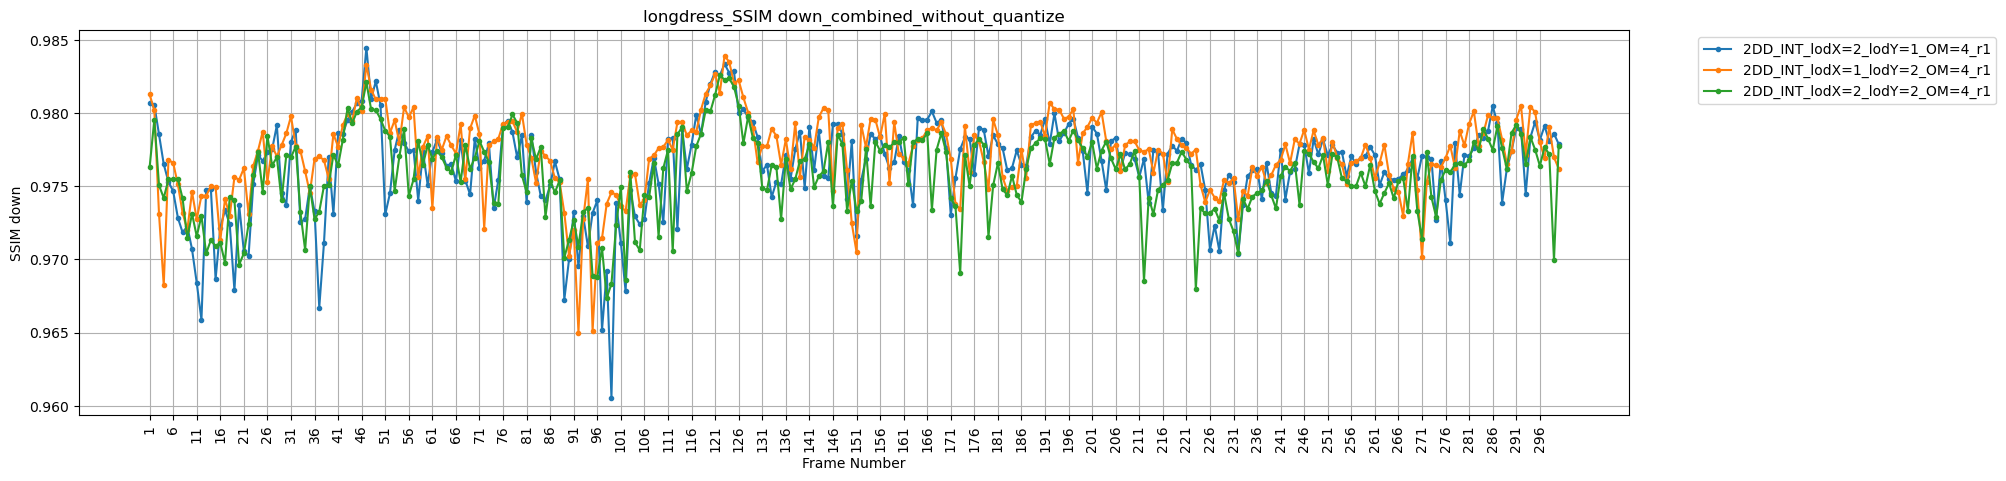 longdress_SSIM down_combined_without_quantize
SSIM down
0.985
0.980
0.975
0.970
0.965
0.960
1 6 11 16 21 26 31 36 41 46 51 56 61 66 71 76 81 86 91 96 101 106 111 116 121 126 131 136 141 146 151 156 161 166 171 176 181 186 191 196 201 206 211 216 221 226 231 236 241 246 251 256 261 266 271 276 281 286 291 296
Frame Number
2DD_INT_lodX=2_lodY=1_OM=4_r1
2DD_INT_lodX=1_lodY=2_OM=4_r1
2DD_INT_lodX=2_lodY=2_OM=4_r1